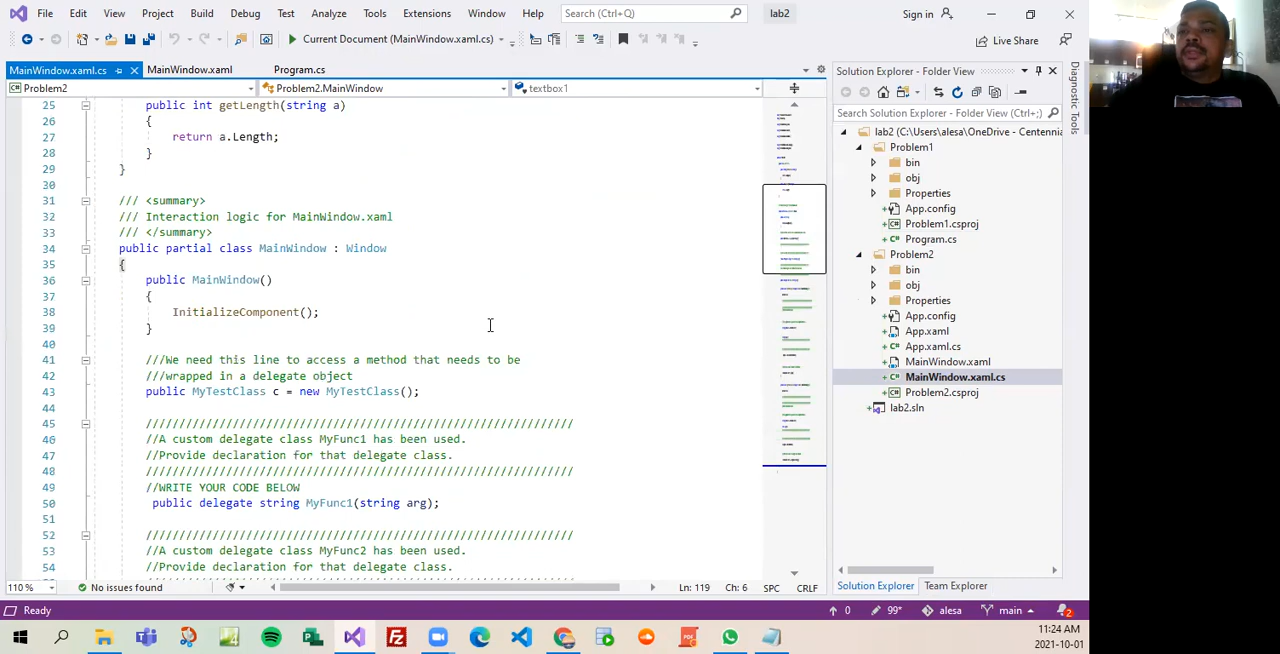 File Edit View Project Build Debug Test Analyze Tools Extensions Window Help Search (Ctrl+Q) lab2 Sign in
Current Document (MainWindow.xaml.cs) Live Share
MainWindow.xaml.cs MainWindow.xaml Program.cs
Problem2 Problem2.MainWindow textbox1
25 public int getLength(string a)
26 {
27 return a.Length;
28 }
29 }
30
31 /// <summary>
32 /// Interaction logic for MainWindow.xaml
33 /// </summary>
34 public partial class MainWindow : Window
35 {
36 public MainWindow()
37 {
38 InitializeComponent();
39 }
40
41 ///We need this line to access a method that needs to be
42 ///wrapped in a delegate object
43 public MyTestClass c = new MyTestClass();
44
45 //////////////////////////////////////////////////////////////////
46 //A custom delegate class MyFunc1 has been used.
47 //Provide declaration for that delegate class.
48 //////////////////////////////////////////////////////////////////
49 //WRITE YOUR CODE BELOW
50 public delegate string MyFunc1(string arg);
51
52 //////////////////////////////////////////////////////////////////
53 //A custom delegate class MyFunc2 has been used.
54 //Provide declaration for that delegate class.
110 % No issues found Ln: 119 Ch: 6 SPC CRLF
Solution Explorer - Folder View
Search Solution Explorer - Folder View (Ctrl+;)
lab2 (C:\Users\alesa\OneDrive - Centennia
Problem1
bin
obj
Properties
App.config
Problem1.csproj
Program.cs
Problem2
bin
obj
Properties
App.config
App.xaml
App.xaml.cs
MainWindow.xaml
MainWindow.xaml.cs
Problem2.csproj
lab2.sln
Solution Explorer Team Explorer
Diagnostic Tools
Ready 0 99* alesa main 2
11:24 AM
2021-10-01